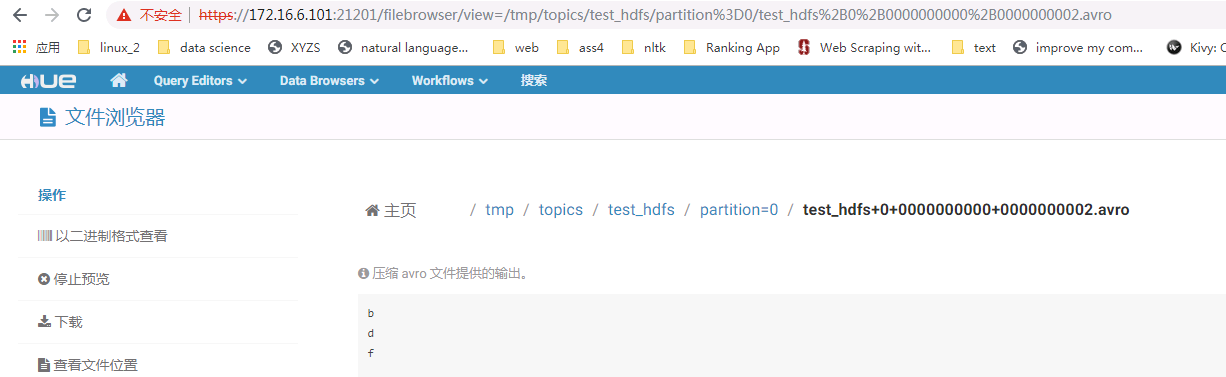 不安全 https://172.16.6.101:21201/filebrowser/view=/tmp/topics/test_hdfs/partition%3D0/test_hdfs%2B0%2B0000000000%2B0000000002.avro
应用 linux_2 data science XYZS natural language... web ass4 nltk Ranking App Web Scraping wit... text improve my com... Kivy: C
HUE Query Editors Data Browsers Workflows 搜索
文件浏览器
操作
主页 / tmp / topics / test_hdfs / partition=0 / test_hdfs+0+0000000000+0000000002.avro
以二进制格式查看
压缩 avro 文件提供的输出。
停止预览
b
下载
d
f
查看文件位置